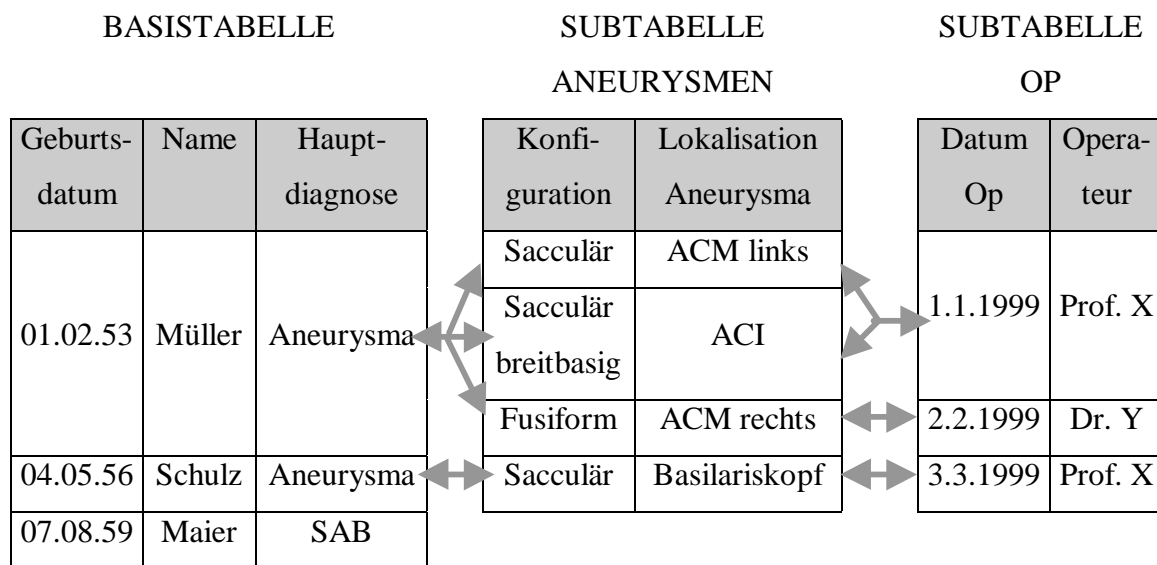 BASISTABELLE SUBTABELLE SUBTABELLE
ANEURYSMEN OP
Geburts- Name Haupt- Konfi- Lokalisation Datum Opera-
datum diagnose guration Aneurysma Op teur
Sacculär ACM links
01.02.53 Müller Aneurysma Sacculär breitbasig ACI 1.1.1999 Prof. X
Fusiform ACM rechts 2.2.1999 Dr. Y
04.05.56 Schulz Aneurysma Sacculär Basilariskopf 3.3.1999 Prof. X
07.08.59 Maier SAB